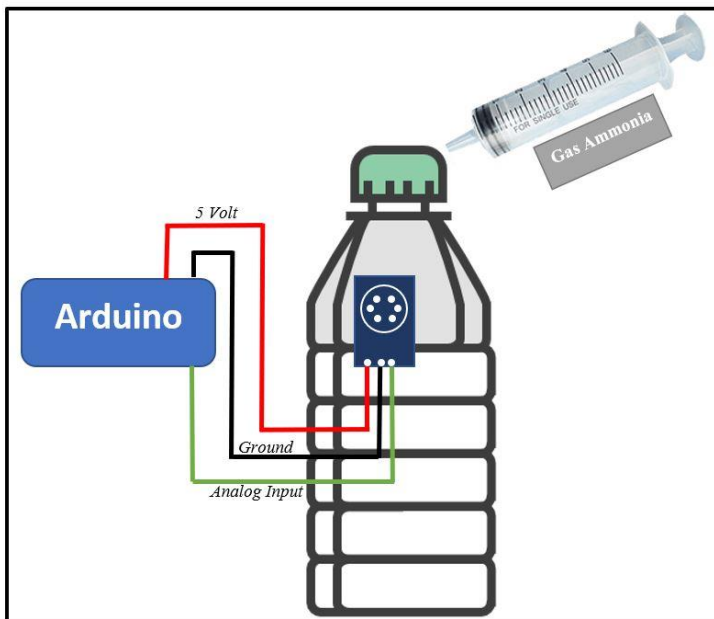 FOR SINGLE USE
Gas Ammonia
5 Volt
Arduino
Ground
Analog Input